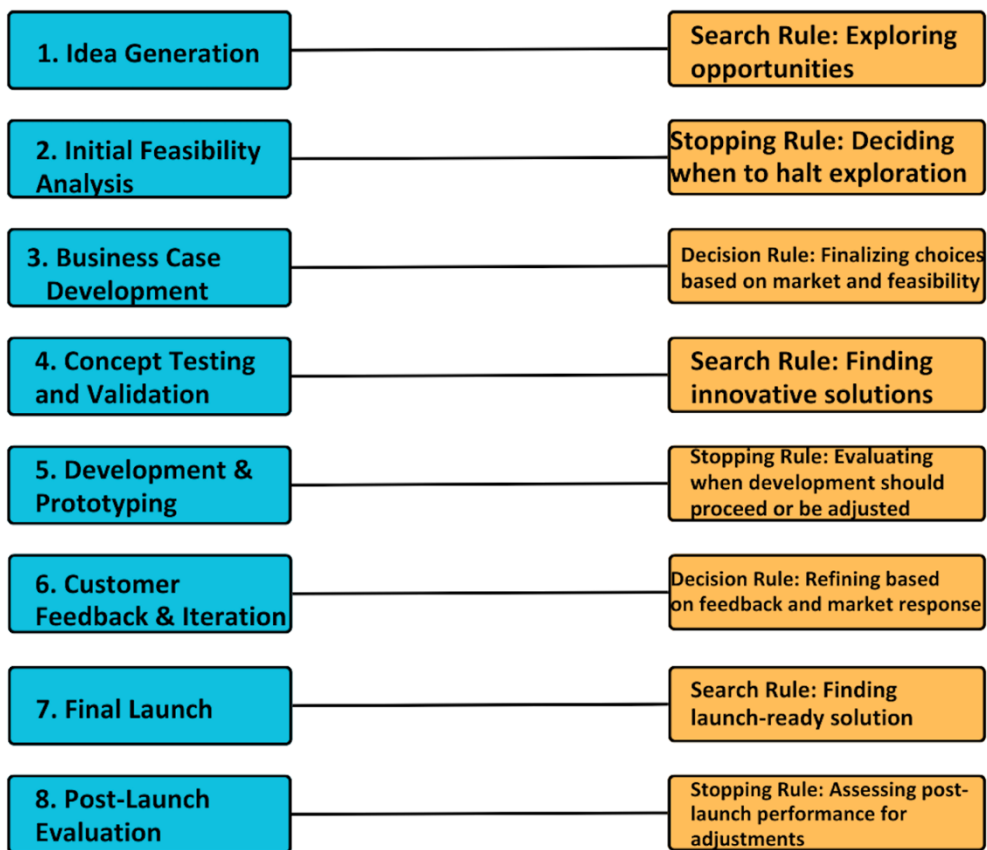 1. Idea Generation
Search Rule: Exploring
opportunities
2. Initial Feasibility
Analysis
Stopping Rule: Deciding
when to halt exploration
3. Business Case
Development
Decision Rule: Finalizing choices
based on market and feasibility
4. Concept Testing
and Validation
Search Rule: Finding
innovative solutions
5. Development &
Prototyping
Stopping Rule: Evaluating
when development should
proceed or be adjusted
6. Customer
Feedback & Iteration
Decision Rule: Refining based
on feedback and market response
7. Final Launch
Search Rule: Finding
launch-ready solution
8. Post-Launch
Evaluation
Stopping Rule: Assessing post-
launch performance for
adjustments